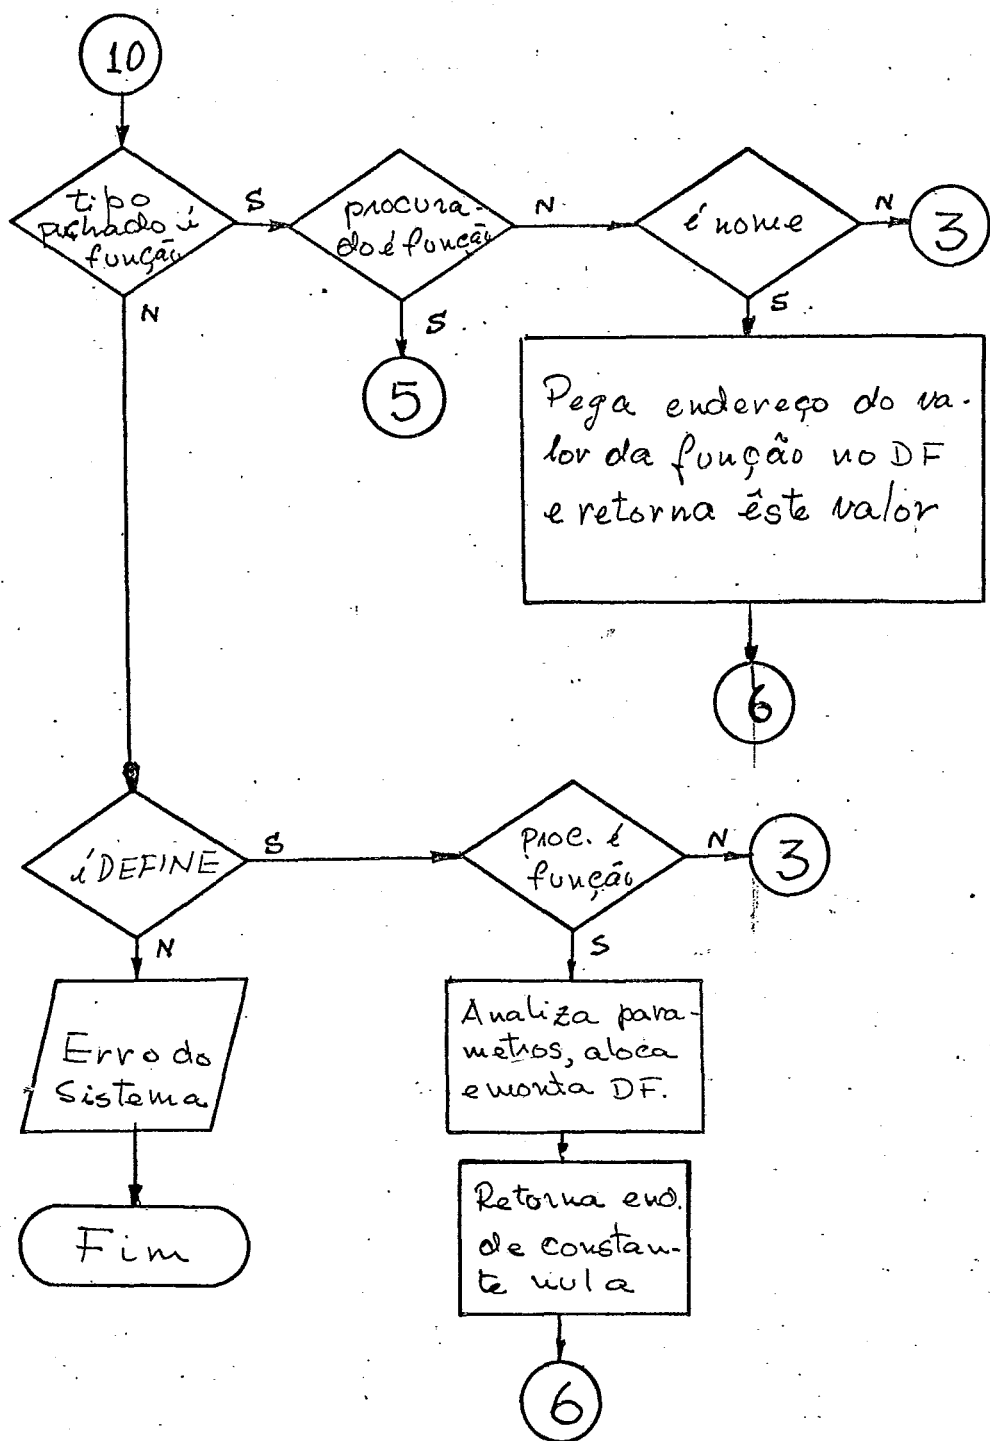 10
tipo
puxhado é
função
S
procura-
do é função
N
é nome
N
3
N
S
5
S
Pega endereço do va-
lor da função no DF
e retorna êste valor
6
é DEFINE
S
proc. é
função
N
3
N
S
Erro do
Sistema
Fim
Analiza para-
metros, aloca
e monta DF.
Retorna end.
de constan-
te nula
6